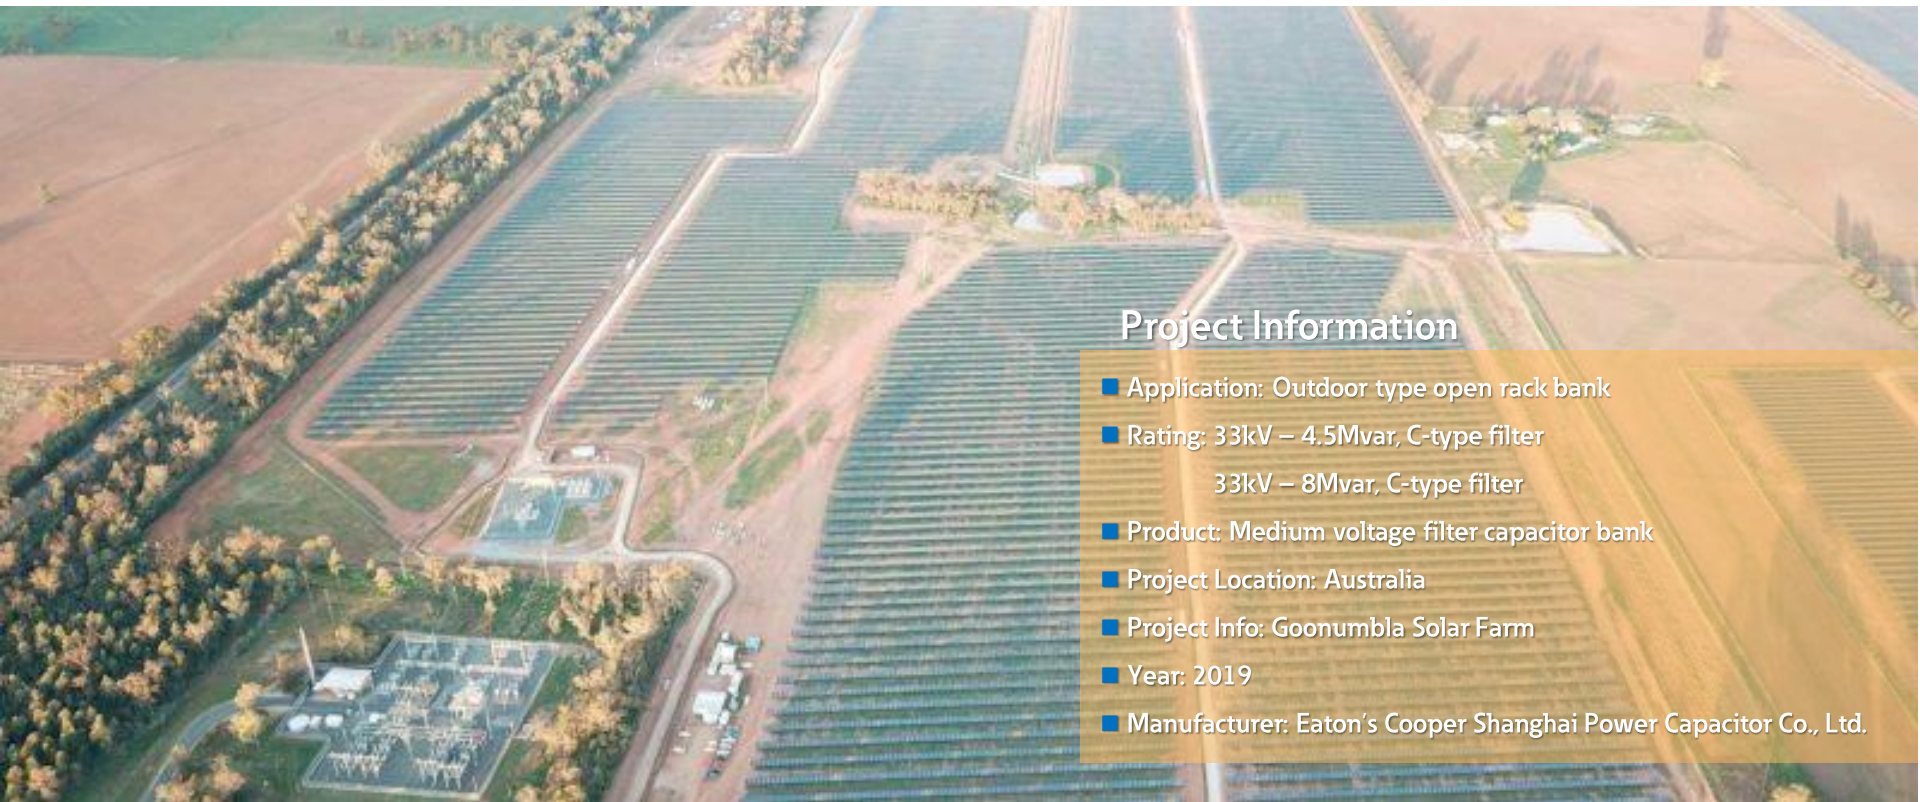 Project Information
Application: Outdoor type open rack bank
Rating: 33kV – 4.5Mvar, C-type filter
33kV – 8Mvar, C-type filter
Product: Medium voltage filter capacitor bank
Project Location: Australia
Project Info: Goonumbla Solar Farm
Year: 2019
Manufacturer: Eaton's Cooper Shanghai Power Capacitor Co., Ltd.